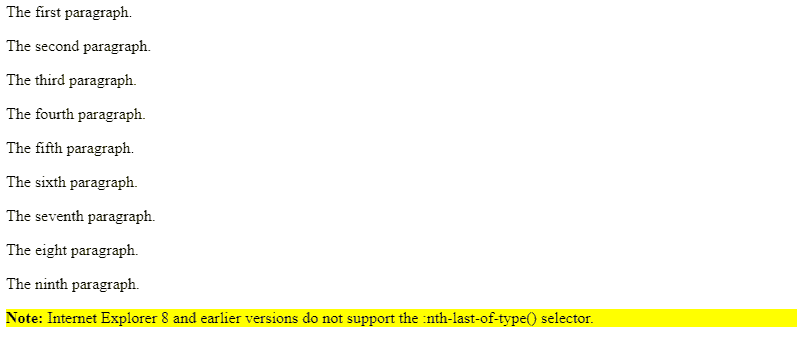 The first paragraph.
The second paragraph.
The third paragraph.
The fourth paragraph.
The fifth paragraph.
The sixth paragraph.
The seventh paragraph.
The eight paragraph.
The ninth paragraph.
Note: Internet Explorer 8 and earlier versions do not support the :nth-last-of-type() selector.